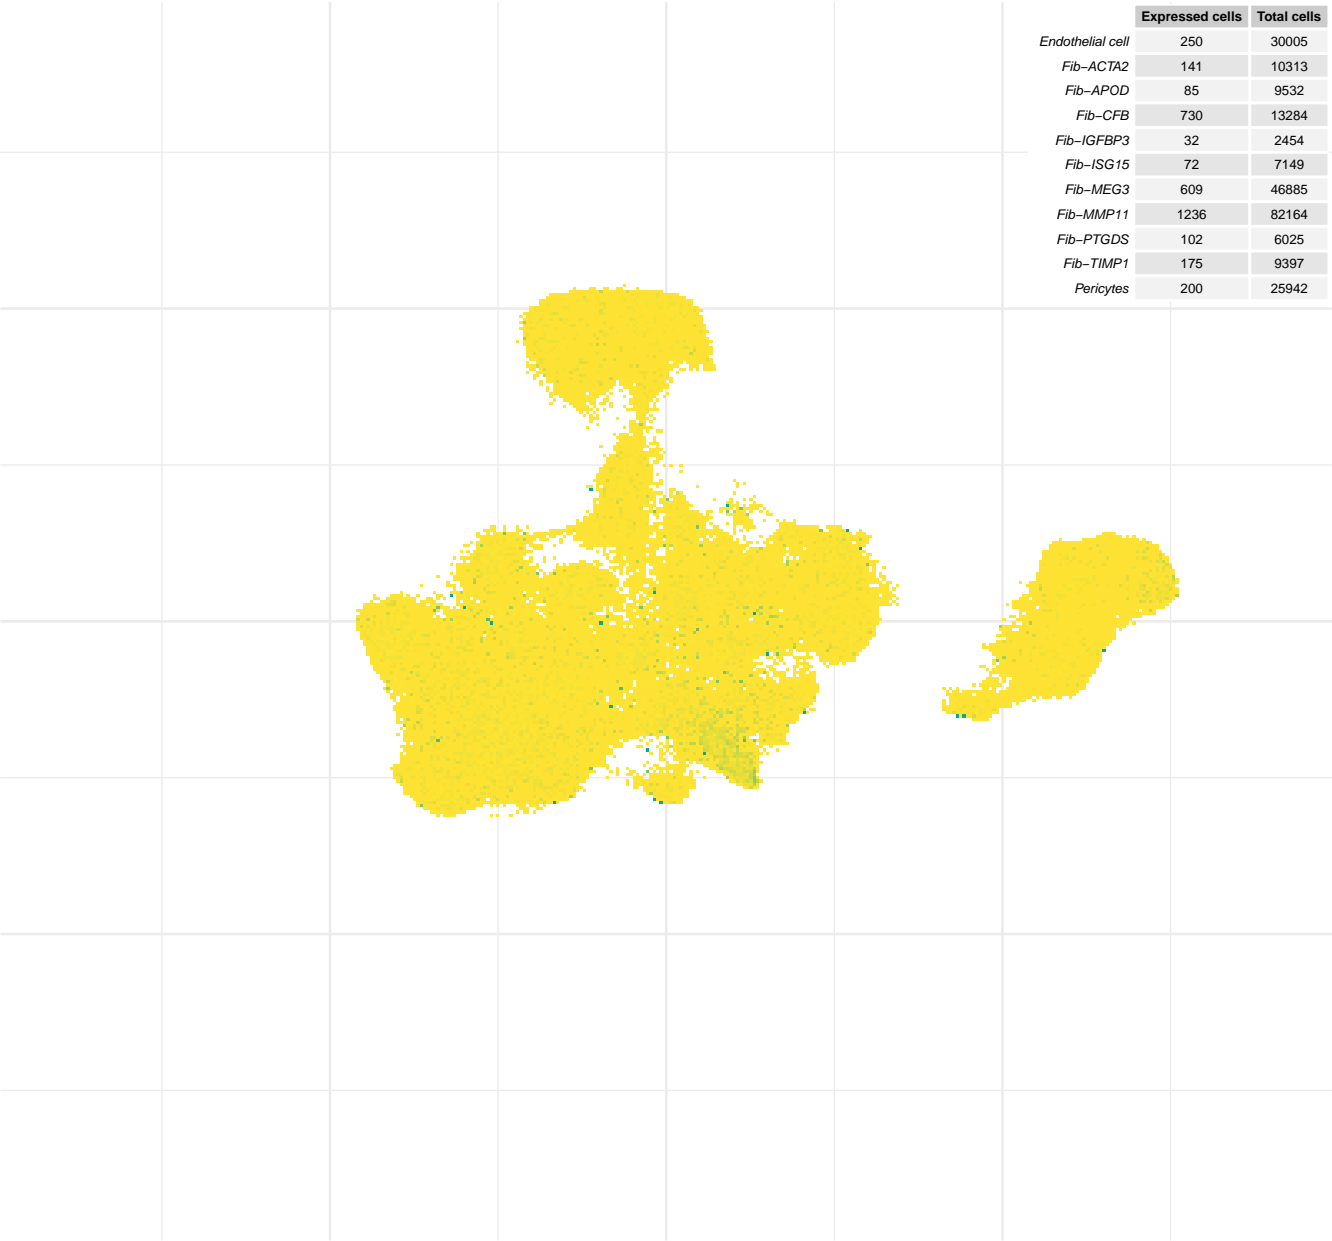 Expressed cells Total cells
Endothelial cell 250 30005
Fib−ACTA2 141 10313
Fib−APOD 85 9532
Fib−CFB 730 13284
Fib−IGFBP3 32 2454
Fib−ISG15 72 7149
Fib−MEG3 609 46885
Fib−MMP11 1236 82164
Fib−PTGDS 102 6025
Fib−TIMP1 175 9397
Pericytes 200 25942